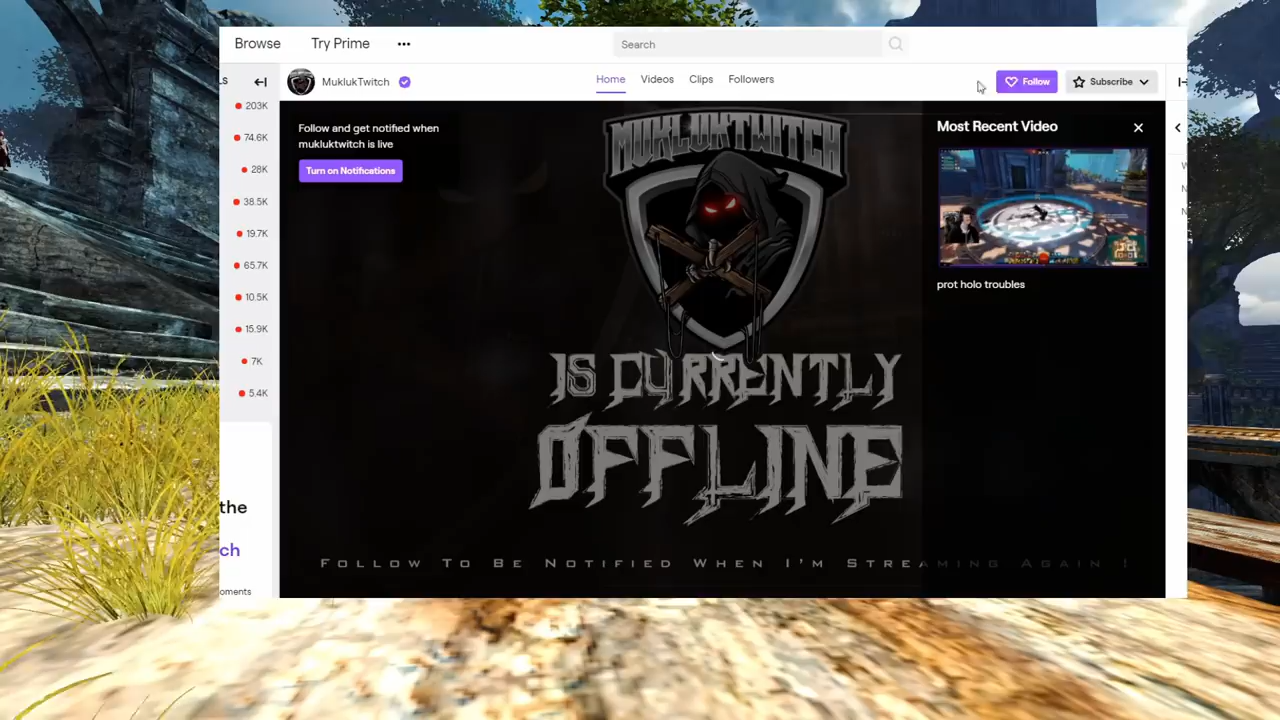 Browse
Try Prime
Search
MuklukTwitch
Home
Videos
Clips
Followers
Follow
Subscribe
203K
74.6K
28K
38.5K
19.7K
65.7K
10.5K
15.9K
7K
5.4K
the
ch
oments
Follow and get notified when
mukluktwitch is live
Turn on Notifications
MUKLUKTWITCH
IS CURRENTLY
OFFLINE
Follow To Be Notified When I'm Streaming Again !
Most Recent Video
prot holo troubles